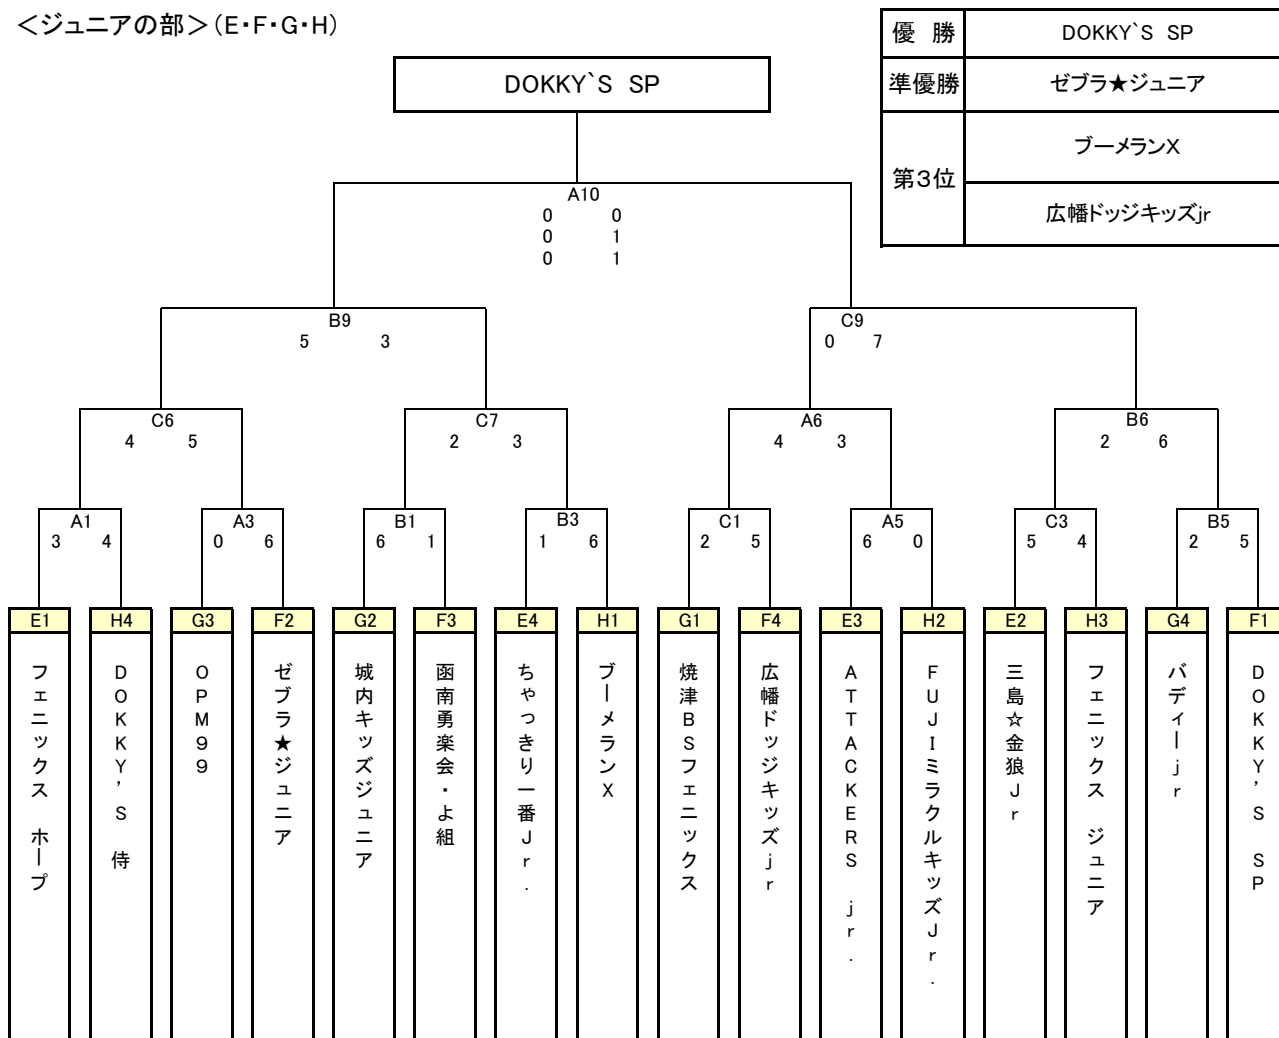 ＜ジュニアの部＞(E･F･G･H)
優　勝　DOKKY`S SP
準優勝　ゼブラ★ジュニア
第3位　ブーメランX
広幡ドッジキッズjr
DOKKY`S SP
A10
0 0
0 1
0 1
B9 C9
5 3 0 7
C6 C7 A6 B6
4 5 2 3 4 3 2 6
A1 A3 B1 B3 C1 A5 C3 B5
3 4 0 6 6 1 1 6 2 5 6 0 5 4 2 5
E1 H4 G3 F2 G2 F3 E4 H1 G1 F4 E3 H2 E2 H3 G4 F1
フェニックス　ホープ
DOKKY’S　侍
OPM99
ゼブラ★ジュニア
城内キッズジュニア
函南勇楽会・よ組
ちゃっきり一番Jr.
ブーメランX
焼津BSフェニックス
広幡ドッジキッズjr
ATTACKERS　jr.
FUJIミラクルキッズJr.
三島☆金狼Jr
フェニックス　ジュニア
バディーjr
DOKKY’S　SP